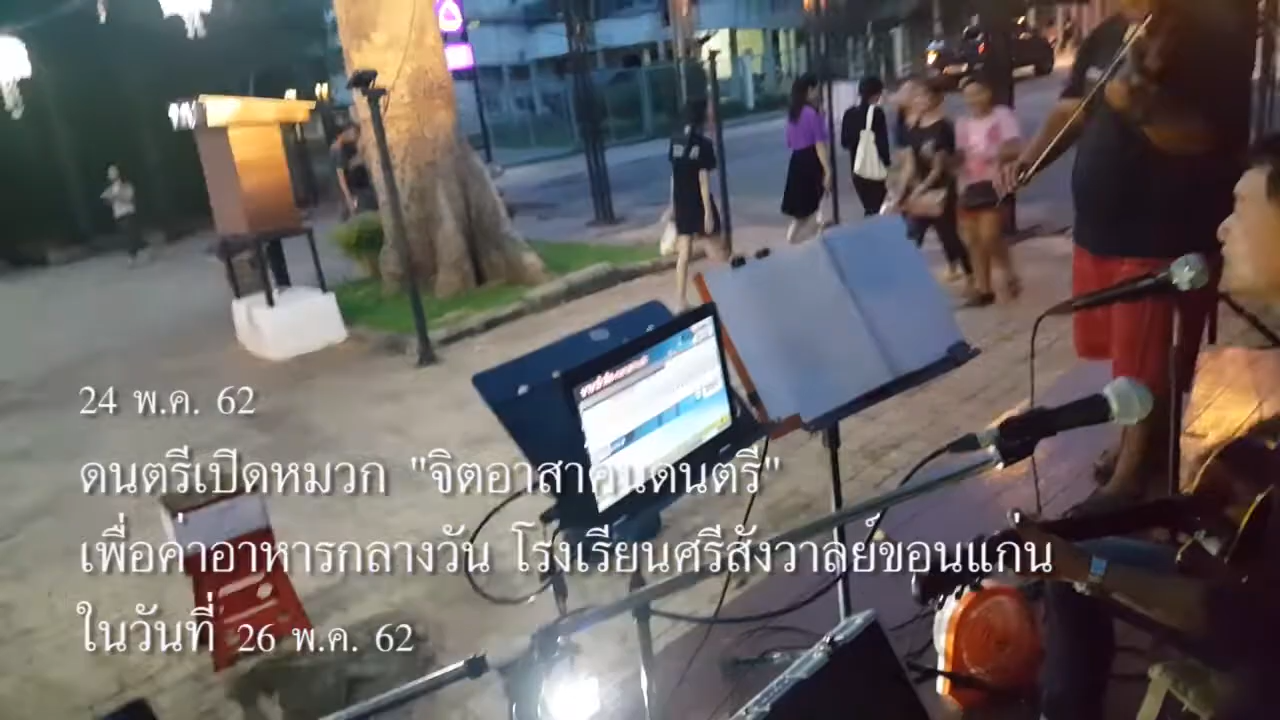 24 พ.ค. 62
ดนตรีเปิดหมวก "จิตอาสาคนดนตรี"
เพื่อค่าอาหารกลางวัน โรงเรียนศรีสังวาลย์ขอนแก่น
ในวันที่ 26 พ.ค. 62